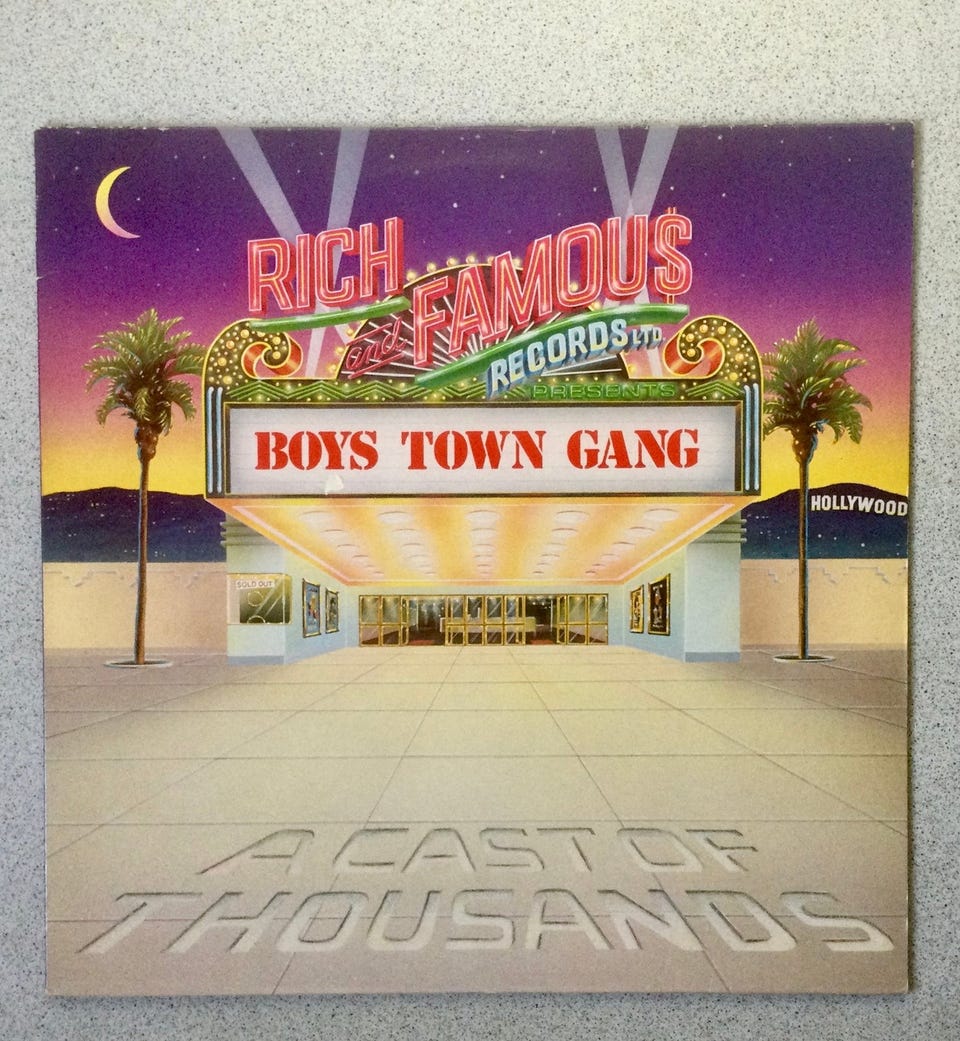 RICH
and FAMOU$
RECORDS LTD
PRESENTS
BOYS TOWN GANG
HOLLYWOOD
SOLD OUT
A CAST OF
THOUSANDS